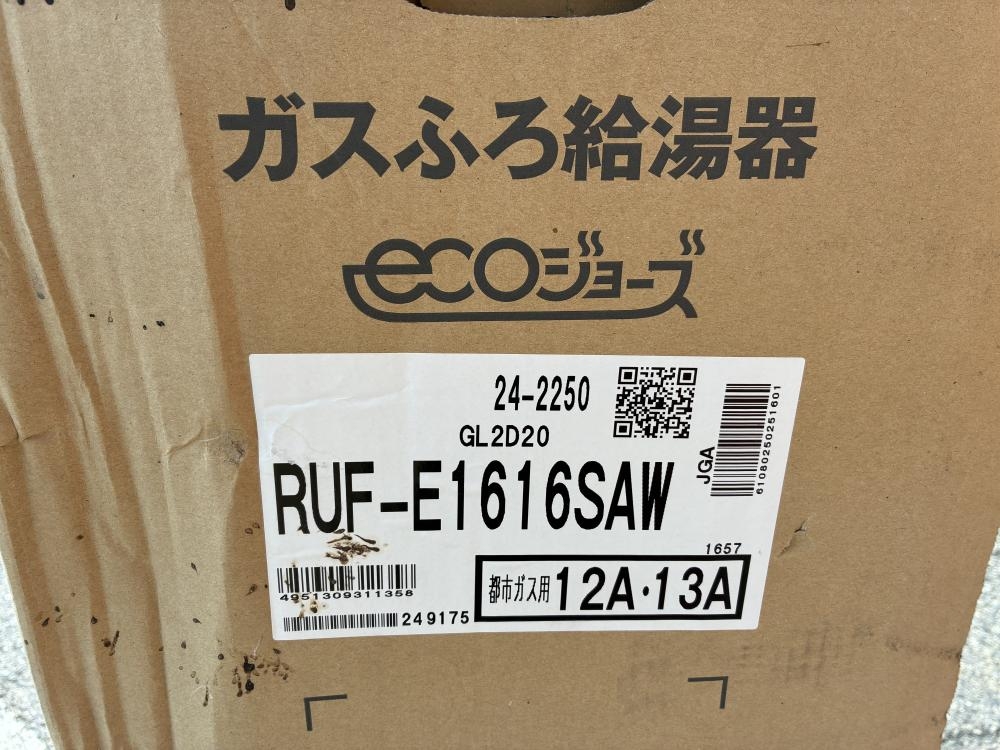 ガスふろ給湯器
ecoジョーズ
24-2250
GL2D20
RUF-E1616SAW
JGA
61080250251601
1657
4951309311358
都市ガス用 12A・13A
249175